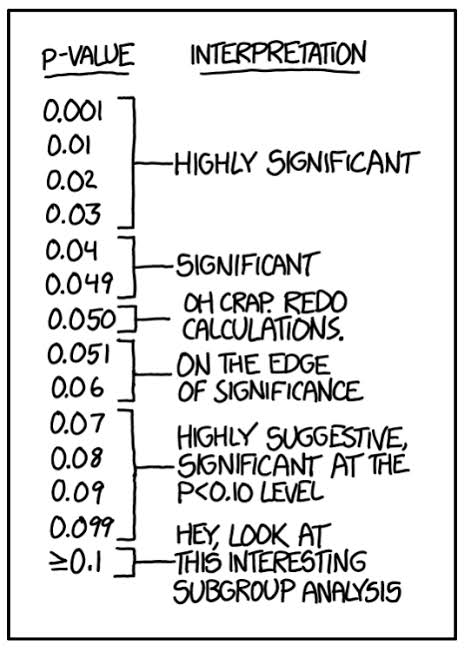 P-VALUE INTERPRETATION
0.001
0.01
0.02
HIGHLY SIGNIFICANT
0.03
0.04
0.049
SIGNIFICANT
0.050
OH CRAP. REDO
CALCULATIONS.
0.051
0.06
ON THE EDGE
OF SIGNIFICANCE
0.07
0.08
0.09
0.099
HIGHLY SUGGESTIVE,
SIGNIFICANT AT THE
P<0.10 LEVEL
≥0.1
HEY, LOOK AT
THIS INTERESTING
SUBGROUP ANALYSIS